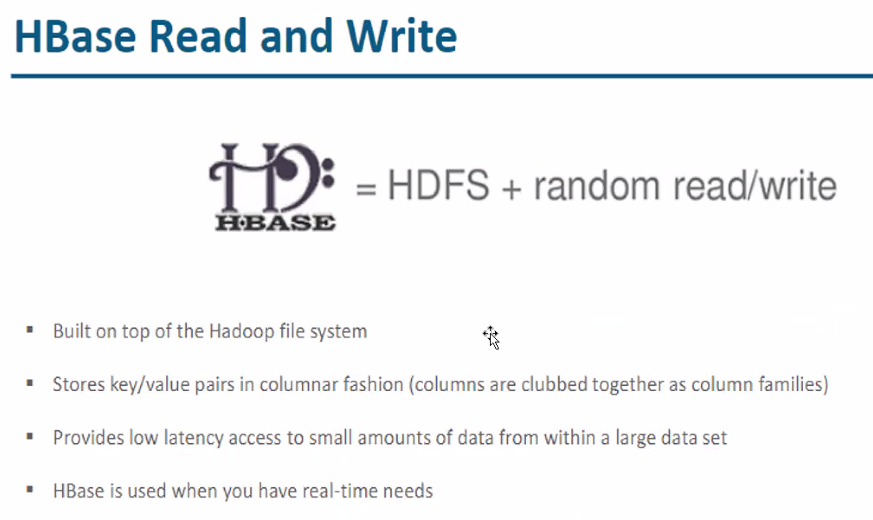 HBase Read and Write
H·BASE
= HDFS + random read/write
▪ Built on top of the Hadoop file system
▪ Stores key/value pairs in columnar fashion (columns are clubbed together as column families)
▪ Provides low latency access to small amounts of data from within a large data set
▪ HBase is used when you have real-time needs